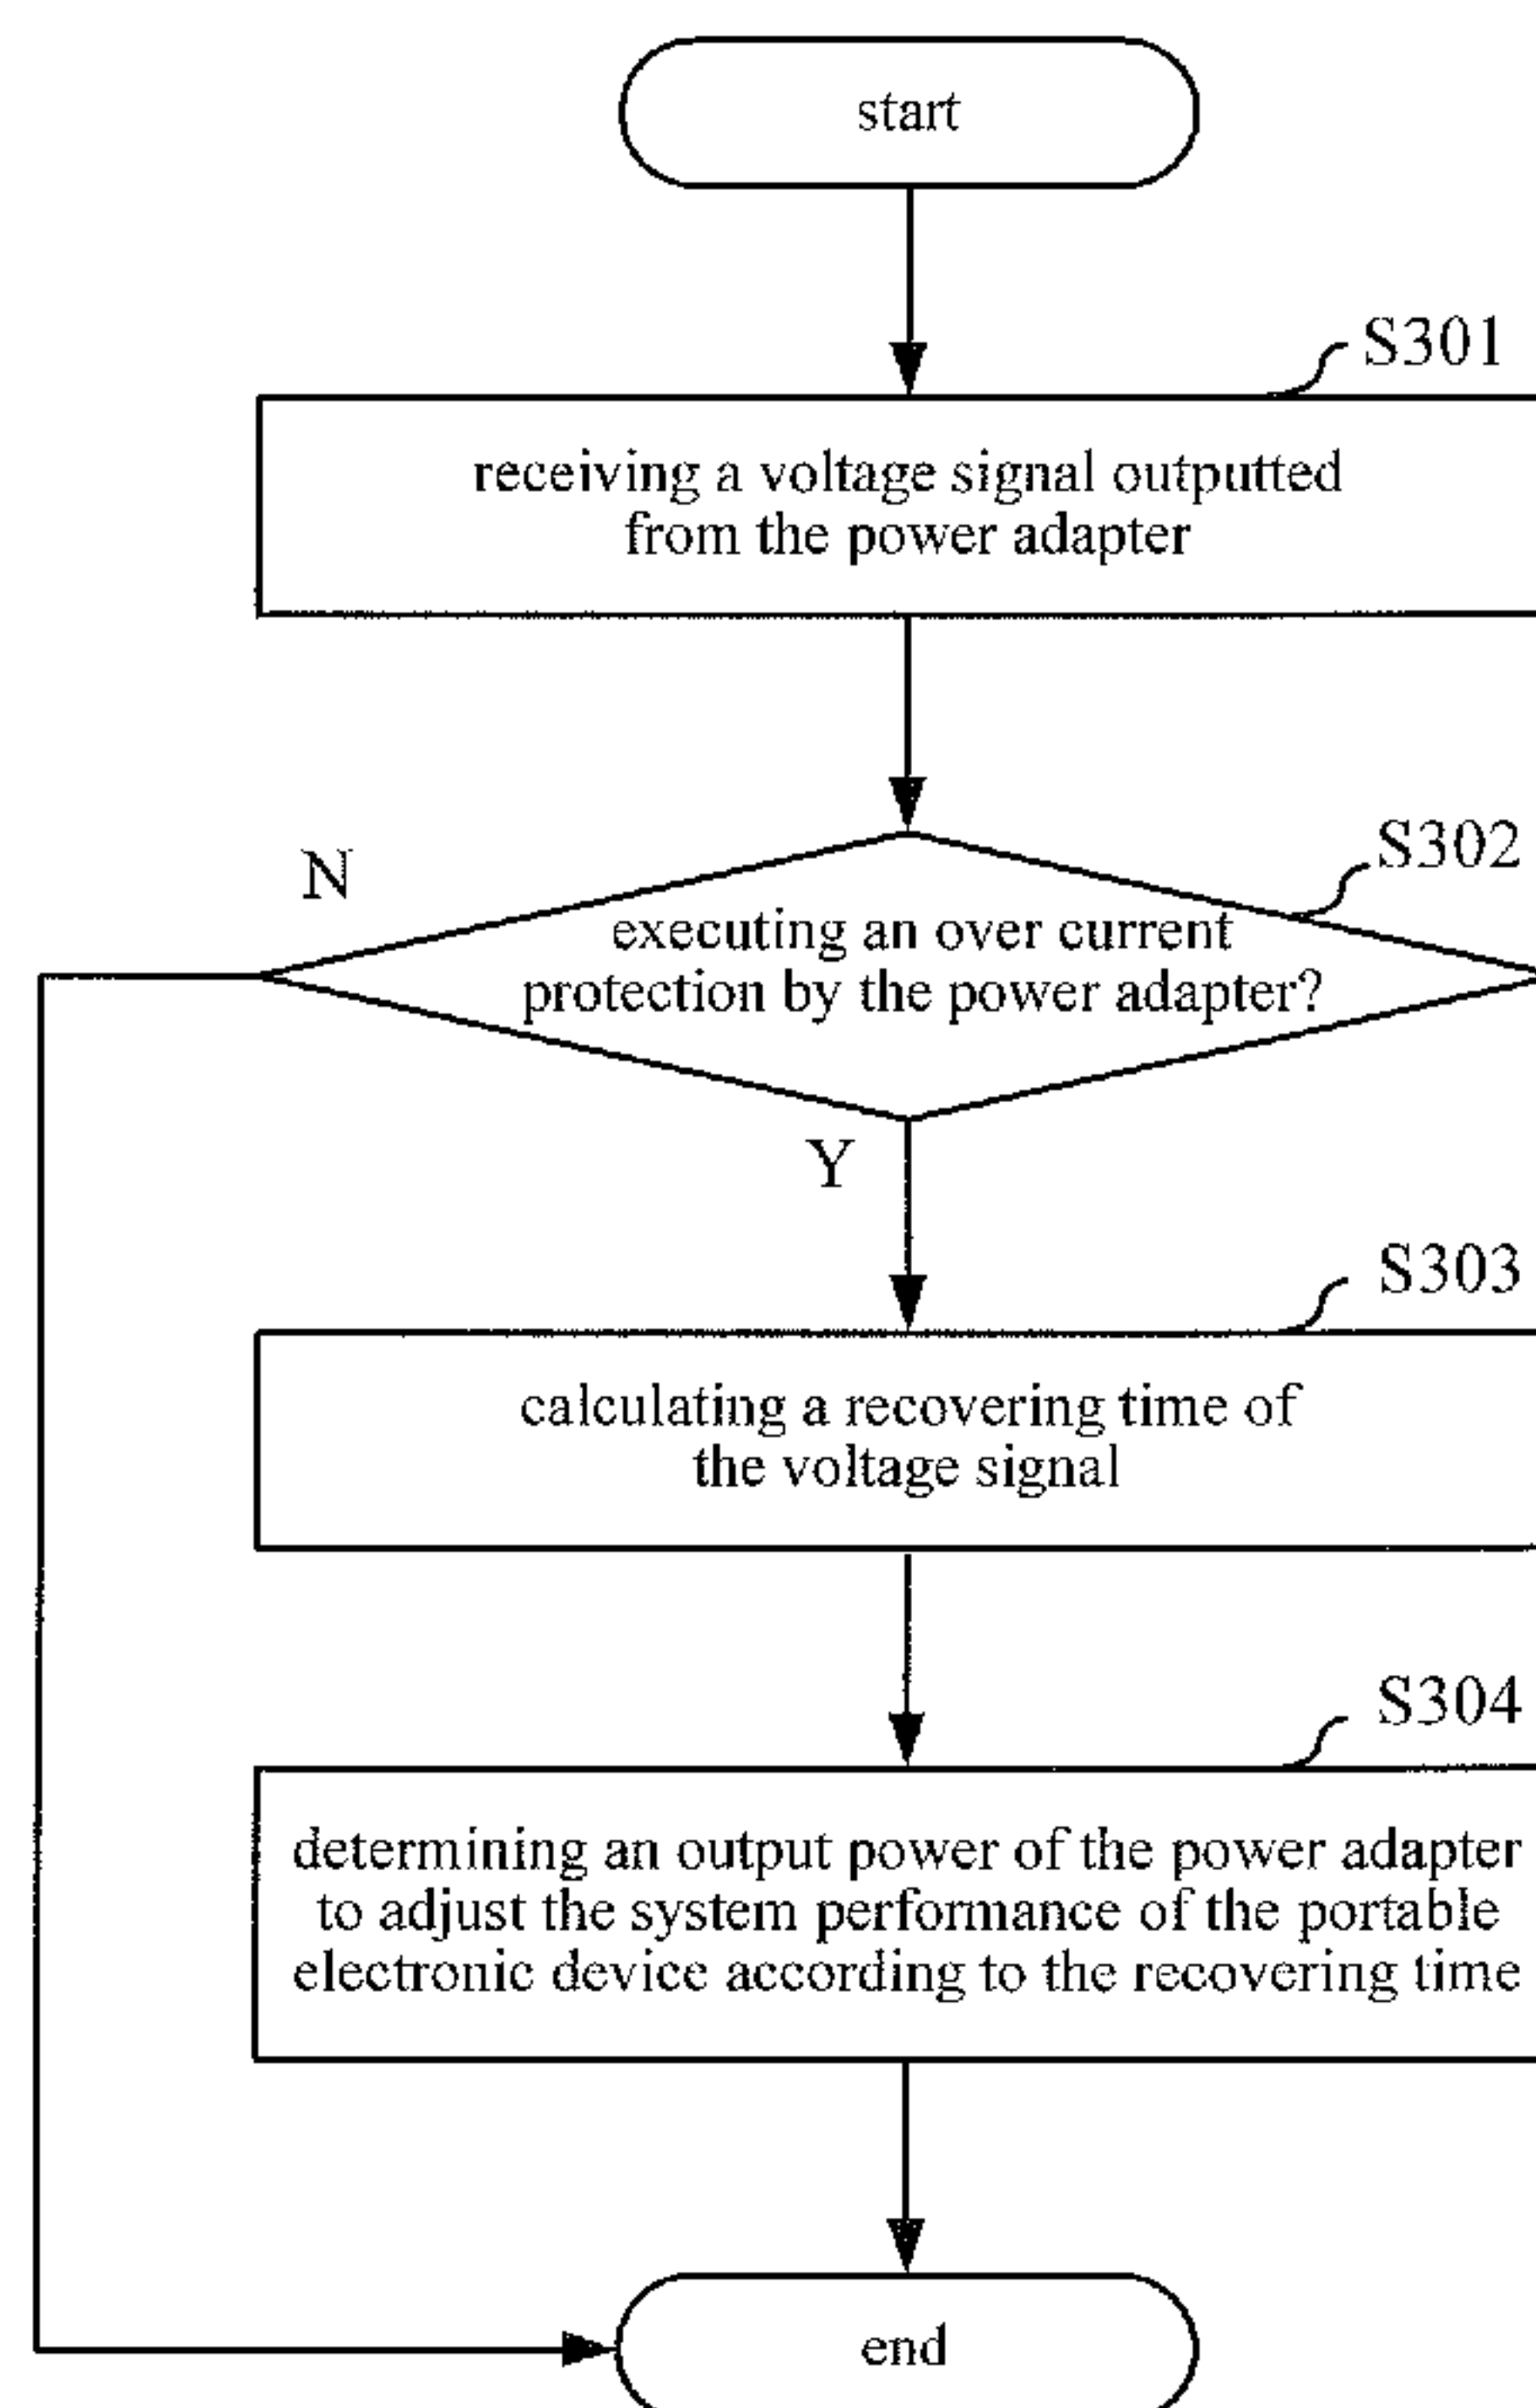 start
S301
receiving a voltage signal outputted
from the power adapter
S302
N
executing an over current
protection by the power adapter?
Y
S303
calculating a recovering time of
the voltage signal
S304
determining an output power of the power adapter
to adjust the system performance of the portable
electronic device according to the recovering time
end